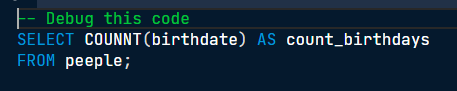 -- Debug this code
SELECT COUNNT(birthdate) AS count_birthdays
FROM peeple;